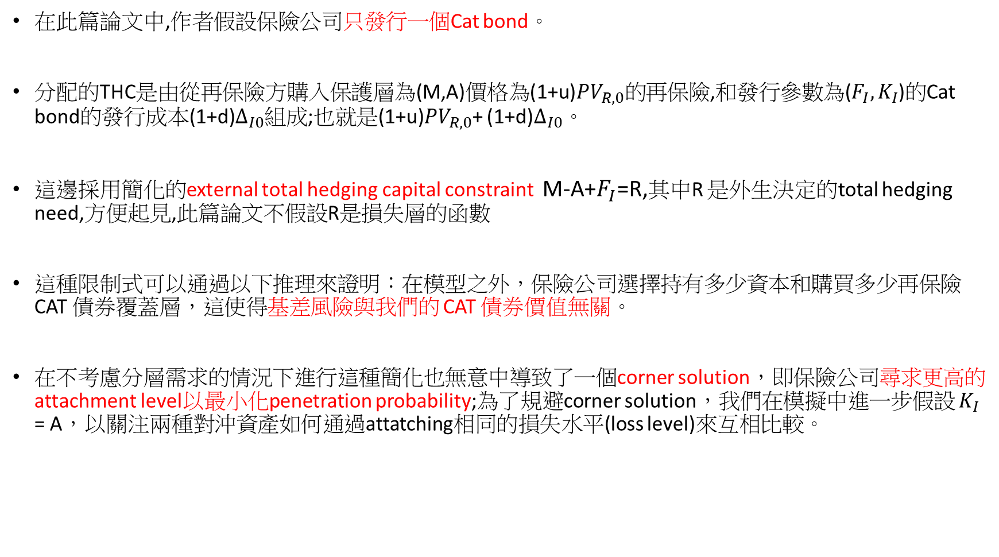 • 在此篇論文中,作者假設保險公司只發行一個Cat bond。
• 分配的THC是由從再保險方購入保護層為(M,A)價格為(1+u)𝑃𝑉_{𝑅,0}的再保險,和發行參數為(𝐹_𝐼, 𝐾_𝐼)的Cat
bond的發行成本(1+d)Δ_{𝐼0}組成;也就是(1+u)𝑃𝑉_{𝑅,0}+ (1+d)Δ_{𝐼0}。
• 這邊採用簡化的external total hedging capital constraint M-A+𝐹_𝐼=R,其中R 是外生決定的total hedging
need,方便起見,此篇論文不假設R是損失層的函數
• 這種限制式可以通過以下推理來證明：在模型之外，保險公司選擇持有多少資本和購買多少再保險
CAT 債券覆蓋層，這使得基差風險與我們的 CAT 債券價值無關。
• 在不考慮分層需求的情況下進行這種簡化也無意中導致了一個corner solution，即保險公司尋求更高的
attachment level以最小化penetration probability;為了規避corner solution，我們在模擬中進一步假設 𝐾_𝐼
= A，以關注兩種對沖資產如何通過attatching相同的損失水平(loss level)來互相比較。